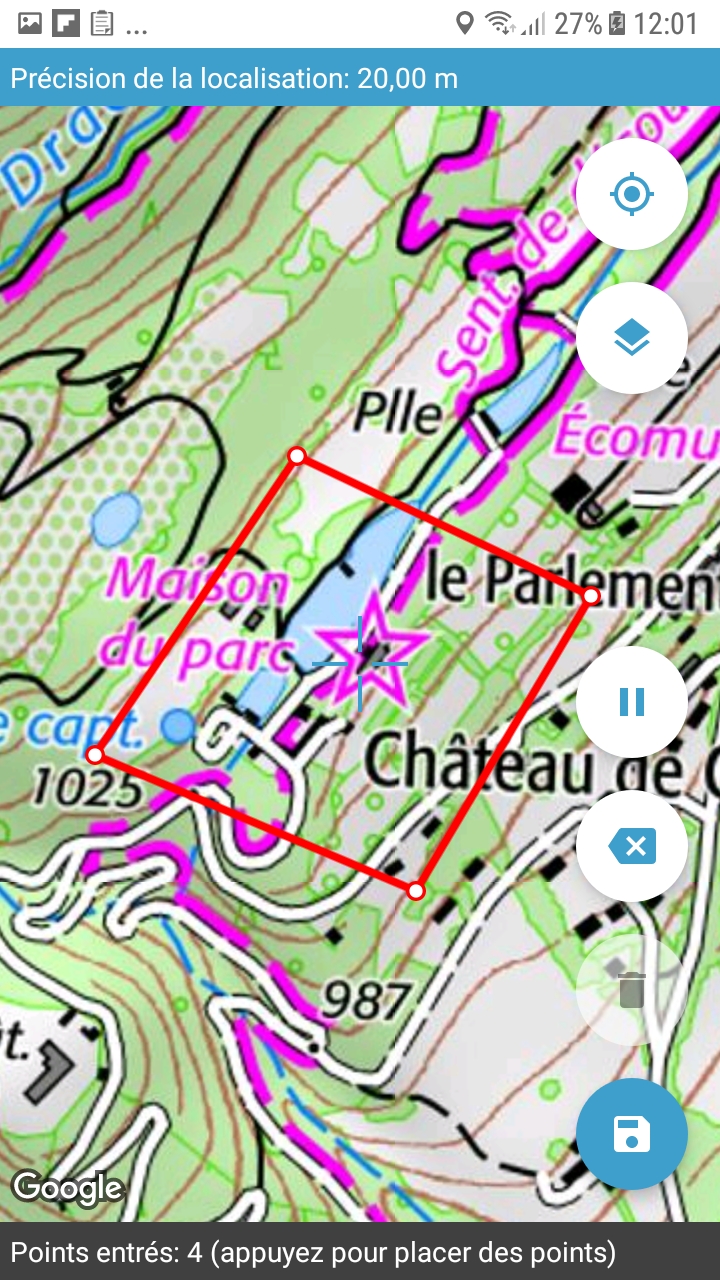 ... 27% 12:01
Précision de la localisation: 20,00 m
Drac
Sent. de
Plle
Écomu
Maison
du parc
le Parlement
capt.
1025
Château de
987
Google
Points entrés: 4 (appuyez pour placer des points)